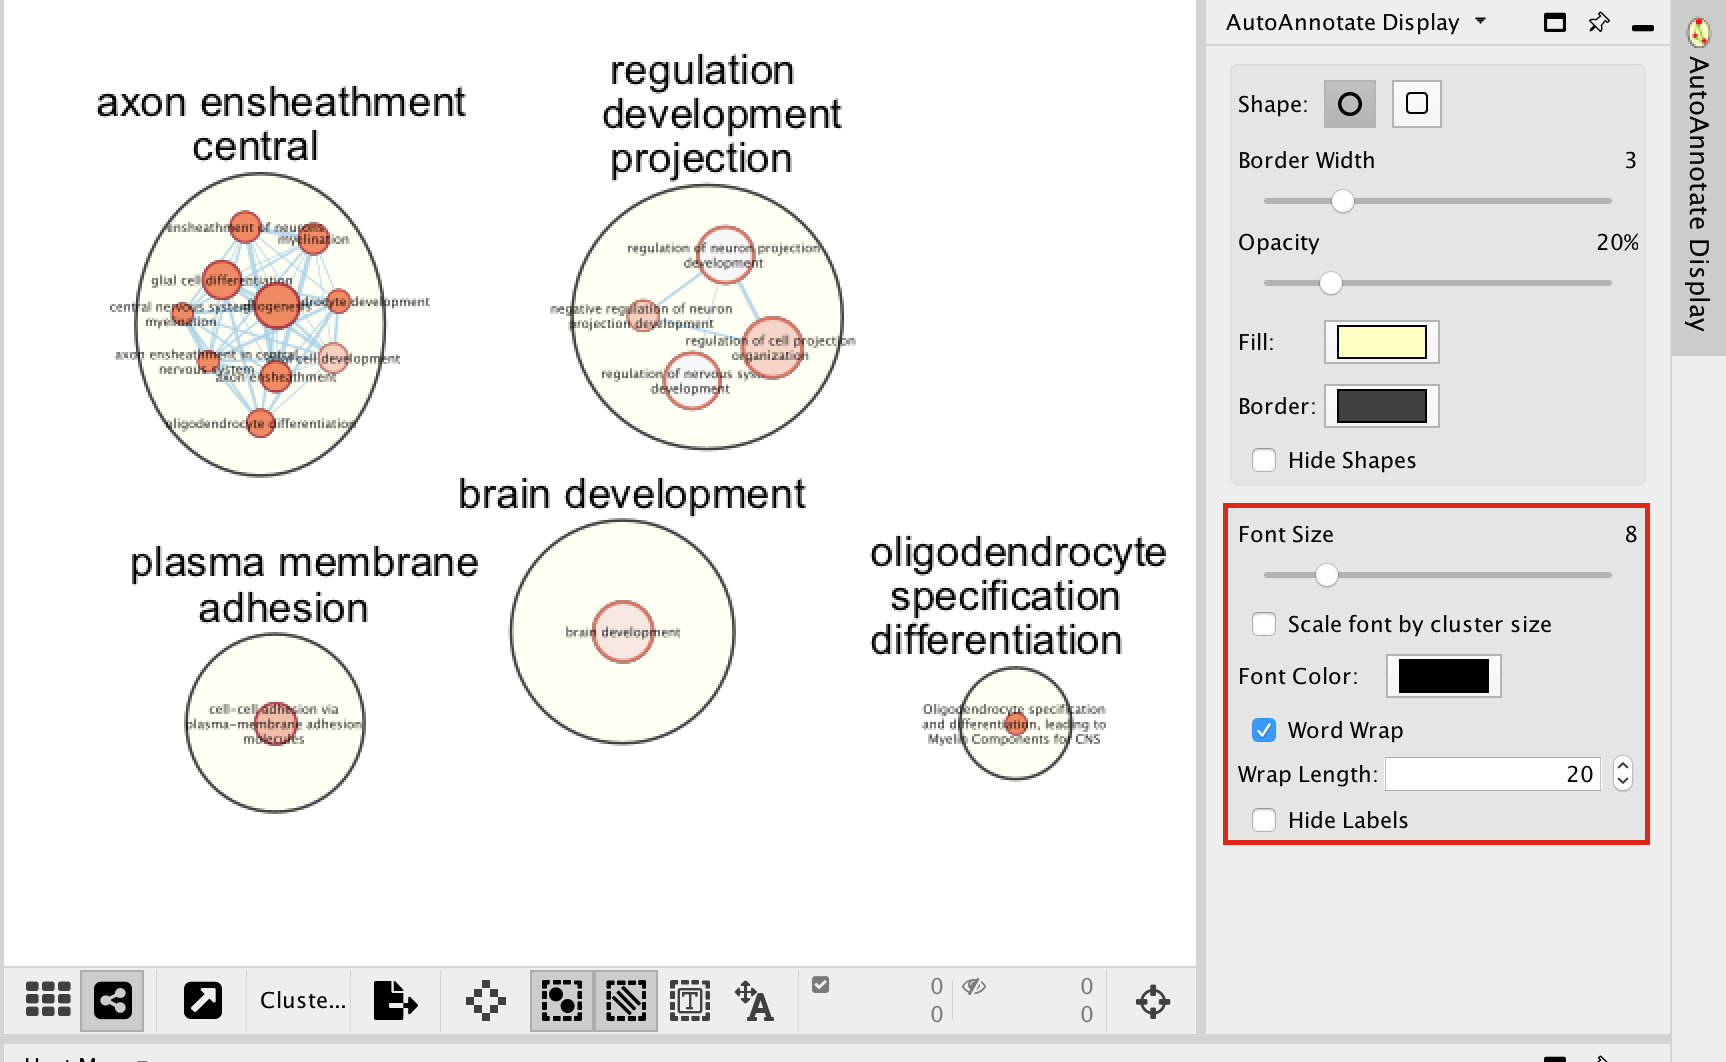 axon ensheathment
central
regulation
development
projection
ensheathment of neurons
myelination
glial cell differentiation
central nervous system
myelination
gliogenesis
development
axon ensheathment in central
nervous system
cell development
axon ensheathment
oligodendrocyte differentiation
regulation of neuron projection
development
negative regulation of neuron
projection development
regulation of cell projection
organization
regulation of nervous
development
brain development
brain development
plasma membrane
adhesion
cell-cell adhesion via
plasma-membrane adhesion
molecules
oligodendrocyte
specification
differentiation
Oligodendrocyte specification
and differentiation, leading to
Myelin Components for CNS
Cluste...
0
0
0
0
AutoAnnotate Display
Shape:
Border Width 3
Opacity 20%
Fill:
Border:
Hide Shapes
Font Size 8
Scale font by cluster size
Font Color:
Word Wrap
Wrap Length: 20
Hide Labels
AutoAnnotate Display